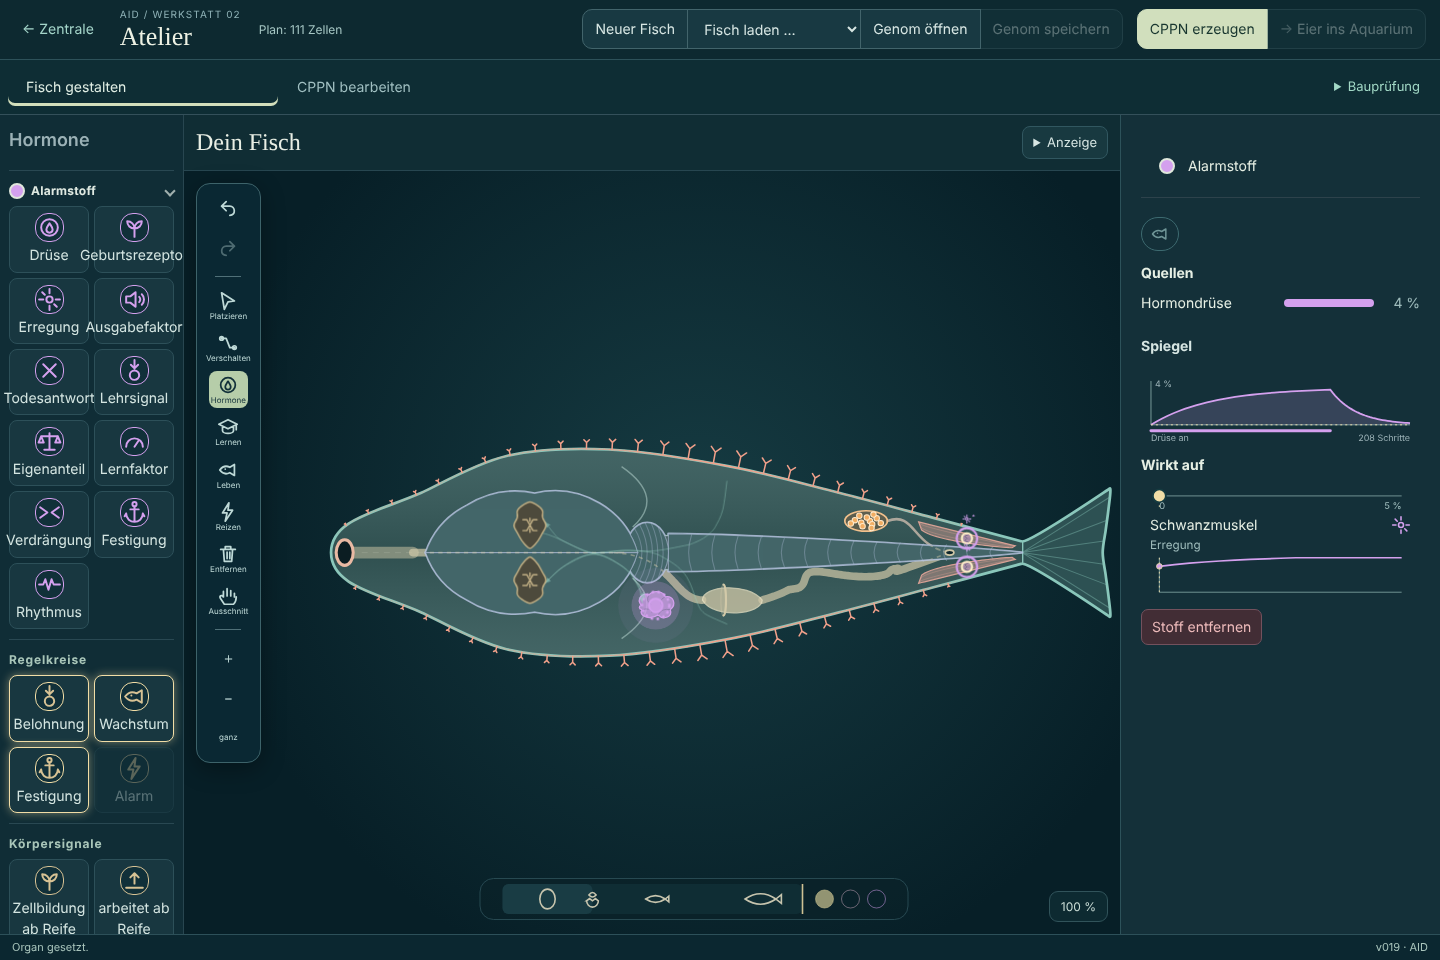 ← Zentrale
AID / WERKSTATT 02
Atelier
Plan: 111 Zellen
Neuer Fisch
Fisch laden ...
Genom öffnen
Genom speichern
CPPN erzeugen
→ Eier ins Aquarium
Fisch gestalten
CPPN bearbeiten
Bauprüfung
Hormone
Alarmstoff
Drüse
Geburtsrezepto
Erregung
Ausgabefaktor
Todesantwort
Lehrsignal
Eigenanteil
Lernfaktor
Verdrängung
Festigung
Rhythmus
Regelkreise
Belohnung
Wachstum
Festigung
Alarm
Körpersignale
Zellbildung
ab Reife
arbeitet ab
Reife
Dein Fisch
Anzeige
Platzieren
Verschalten
Hormone
Lernen
Leben
Reizen
Entfernen
Ausschnitt
+
−
ganz
100 %
Alarmstoff
Quellen
Hormondrüse
4 %
Spiegel
4 %
Drüse an
208 Schritte
Wirkt auf
0
5 %
Schwanzmuskel
Erregung
Stoff entfernen
Organ gesetzt.
v019 · AID